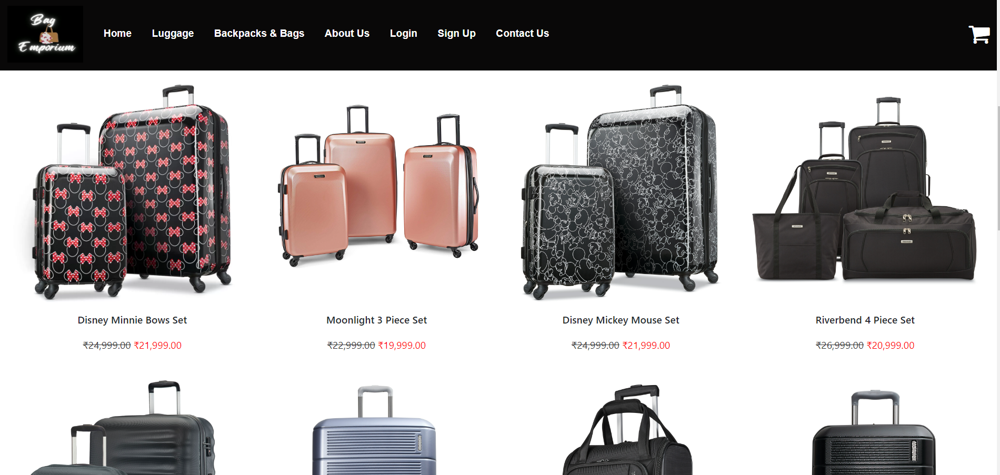 Bag
Emporium
Home Luggage Backpacks & Bags About Us Login Sign Up Contact Us
Disney Minnie Bows Set
₹24,999.00 ₹21,999.00
Moonlight 3 Piece Set
₹22,999.00 ₹19,999.00
Disney Mickey Mouse Set
₹24,999.00 ₹21,999.00
Riverbend 4 Piece Set
₹26,999.00 ₹20,999.00